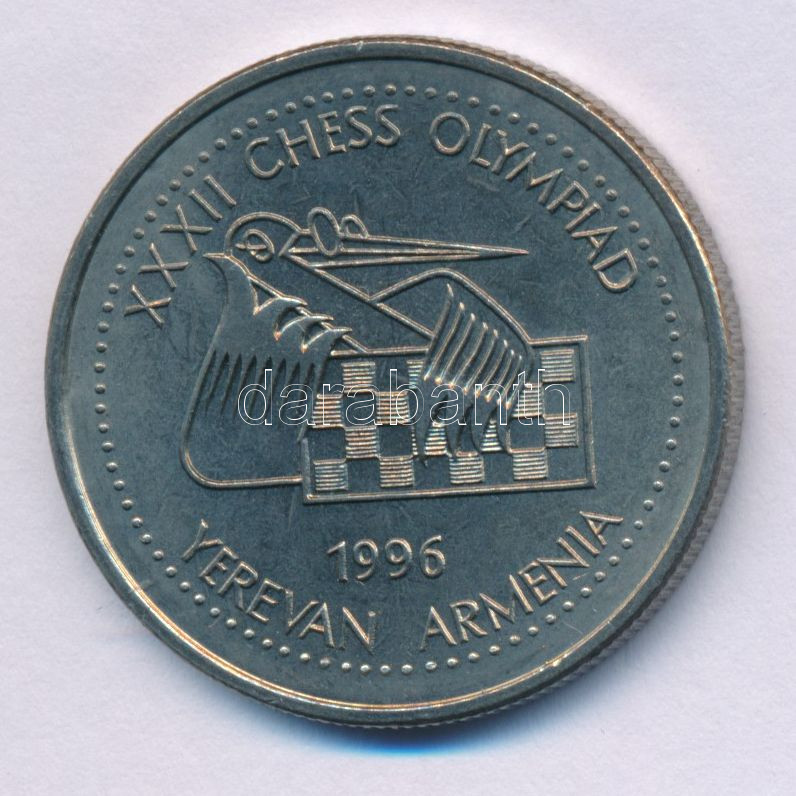 XXXII CHESS OLYMPIAD
darabanth
1996
YEREVAN ARMENIA